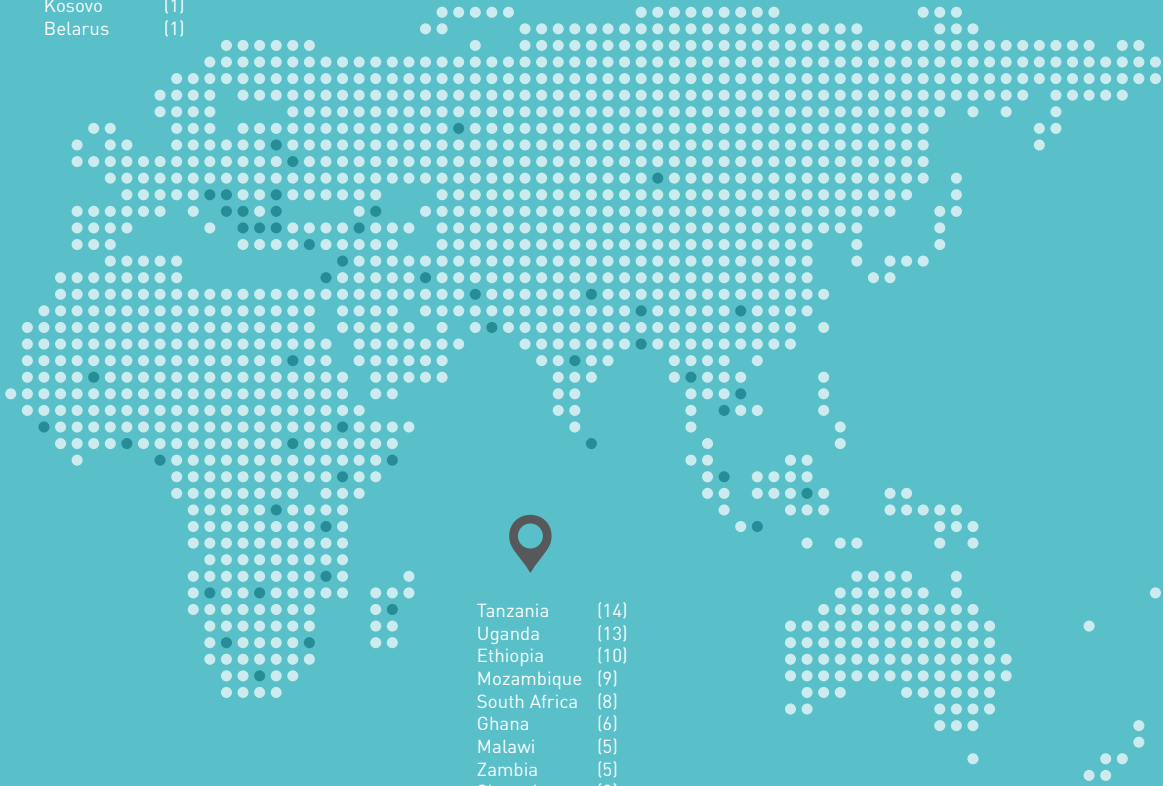 Kosovo (1)
Belarus (1)
Tanzania (14)
Uganda (13)
Ethiopia (10)
Mozambique (9)
South Africa (8)
Ghana (6)
Malawi (5)
Zambia (5)